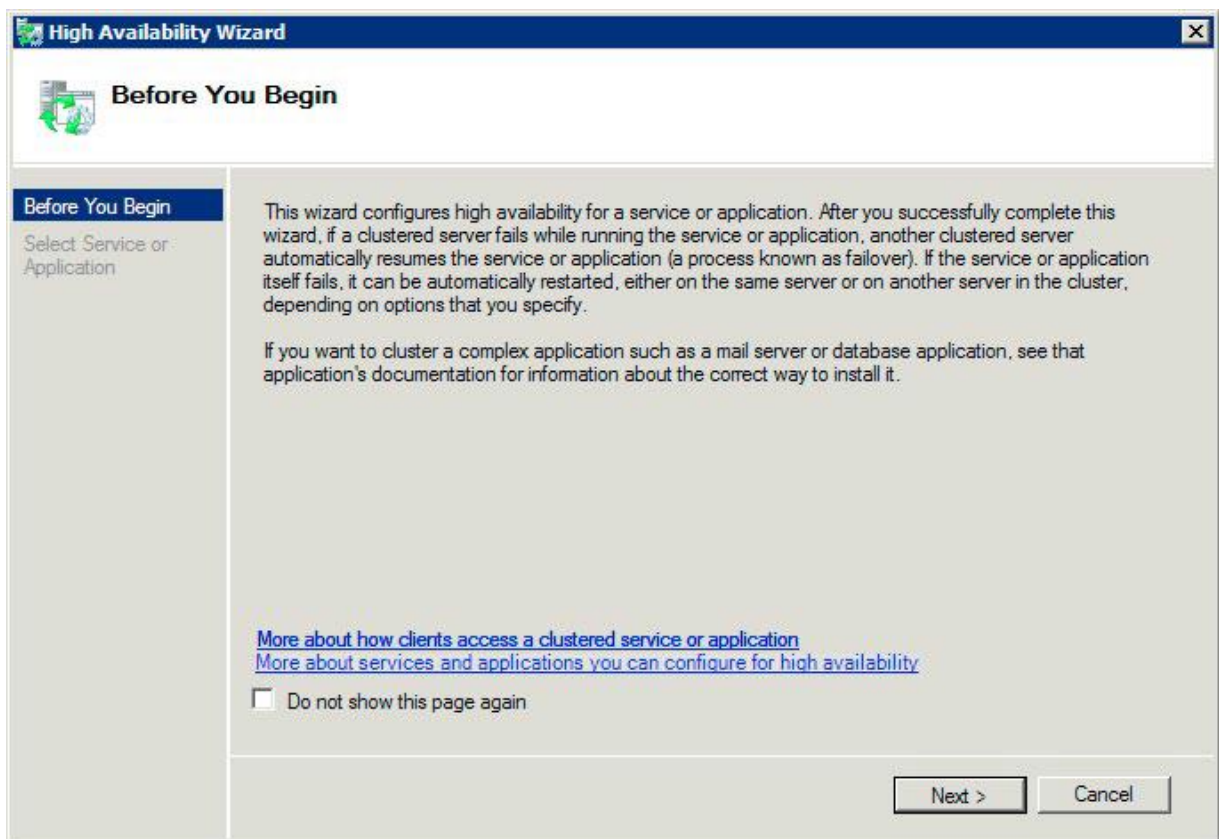 High Availability Wizard
Before You Begin
Before You Begin
Select Service or
Application
This wizard configures high availability for a service or application. After you successfully complete this
wizard, if a clustered server fails while running the service or application, another clustered server
automatically resumes the service or application (a process known as failover). If the service or application
itself fails, it can be automatically restarted, either on the same server or on another server in the cluster,
depending on options that you specify.
If you want to cluster a complex application such as a mail server or database application, see that
application's documentation for information about the correct way to install it.
More about how clients access a clustered service or application
More about services and applications you can configure for high availability
Do not show this page again
Next >
Cancel